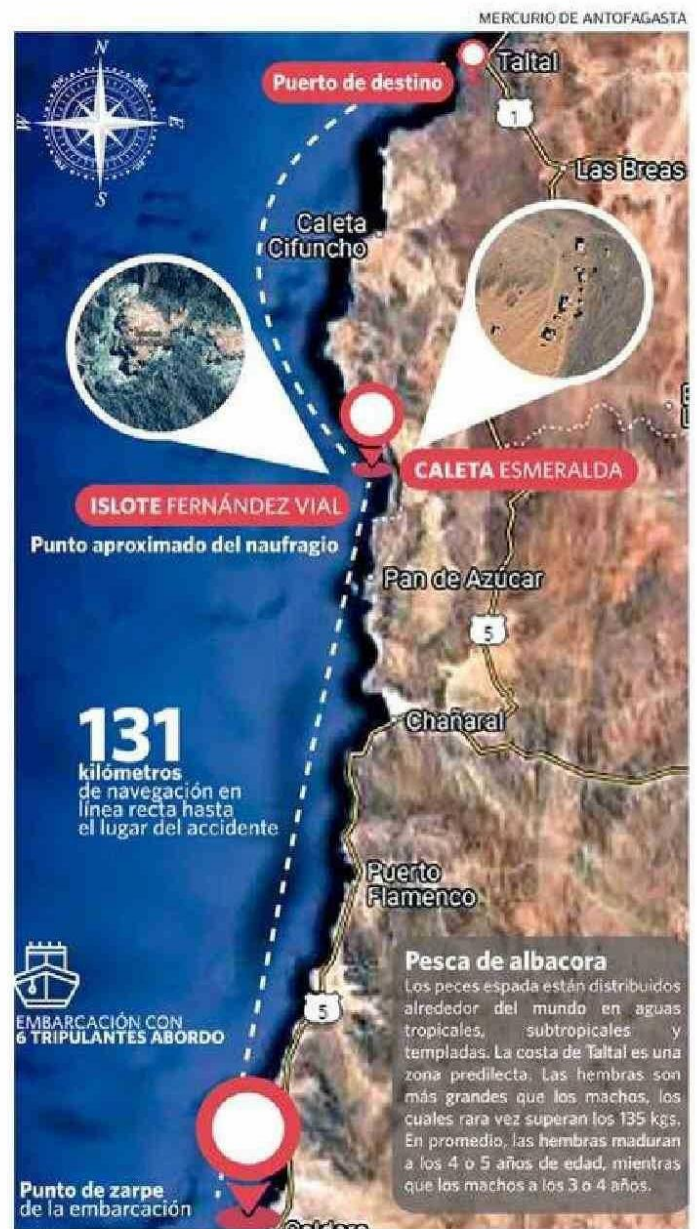 MERCURIO DE ANTOFAGASTA
N
W E
S
Taltal
Puerto de destino
1
Las Breas
Caleta
Cifuncho
CALETA ESMERALDA
ISLOTE FERNÁNDEZ VIAL
Punto aproximado del naufragio
Pan de Azúcar
5
131
kilómetros
de navegación en
línea recta hasta
el lugar del accidente
Chañaral
Puerto
Flamenco
5
EMBARCACIÓN CON
6 TRIPULANTES ABORDO
Pesca de albacora
Los peces espada están distribuidos
alrededor del mundo en aguas
tropicales, subtropicales y
templadas. La costa de Taltal es una
zona predilecta. Las hembras son
más grandes que los machos, los
cuales rara vez superan los 135 kgs.
En promedio, las hembras maduran
a los 4 o 5 años de edad, mientras
que los machos a los 3 o 4 años.
Punto de zarpe
de la embarcación